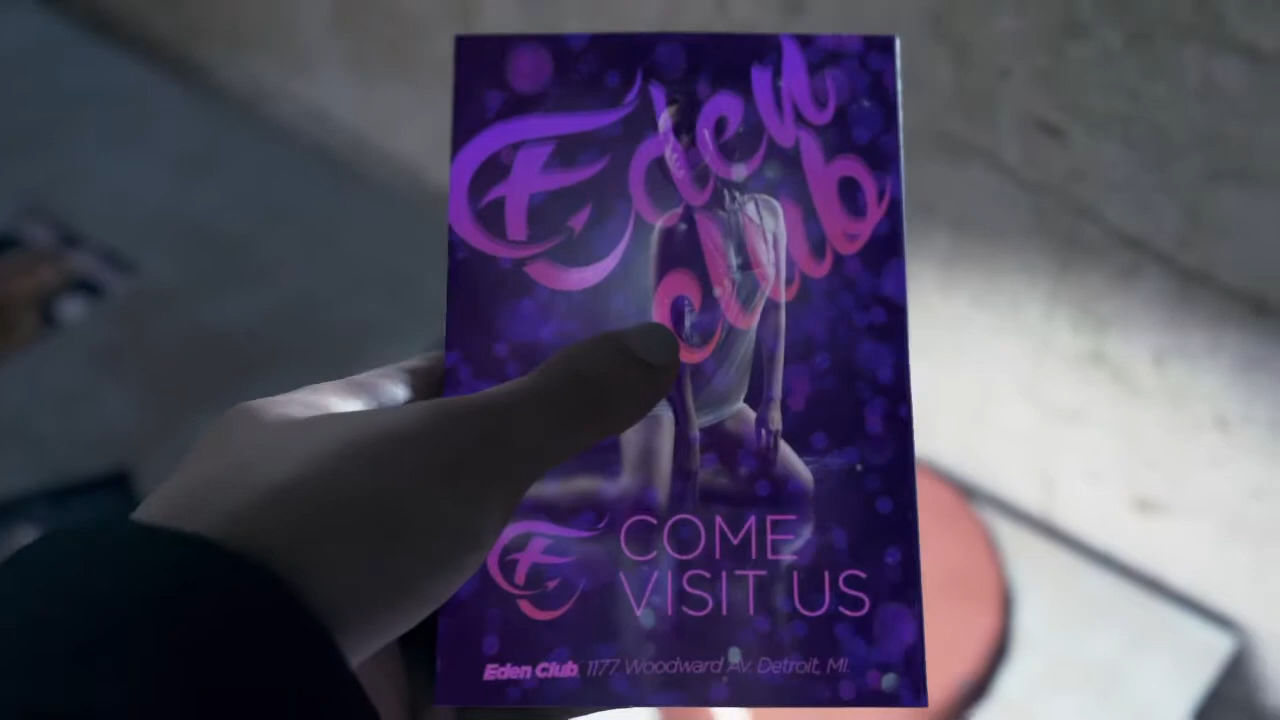 Eden
Club
COME
VISIT US
Eden Club 1177 Woodward Av. Detroit, MI.